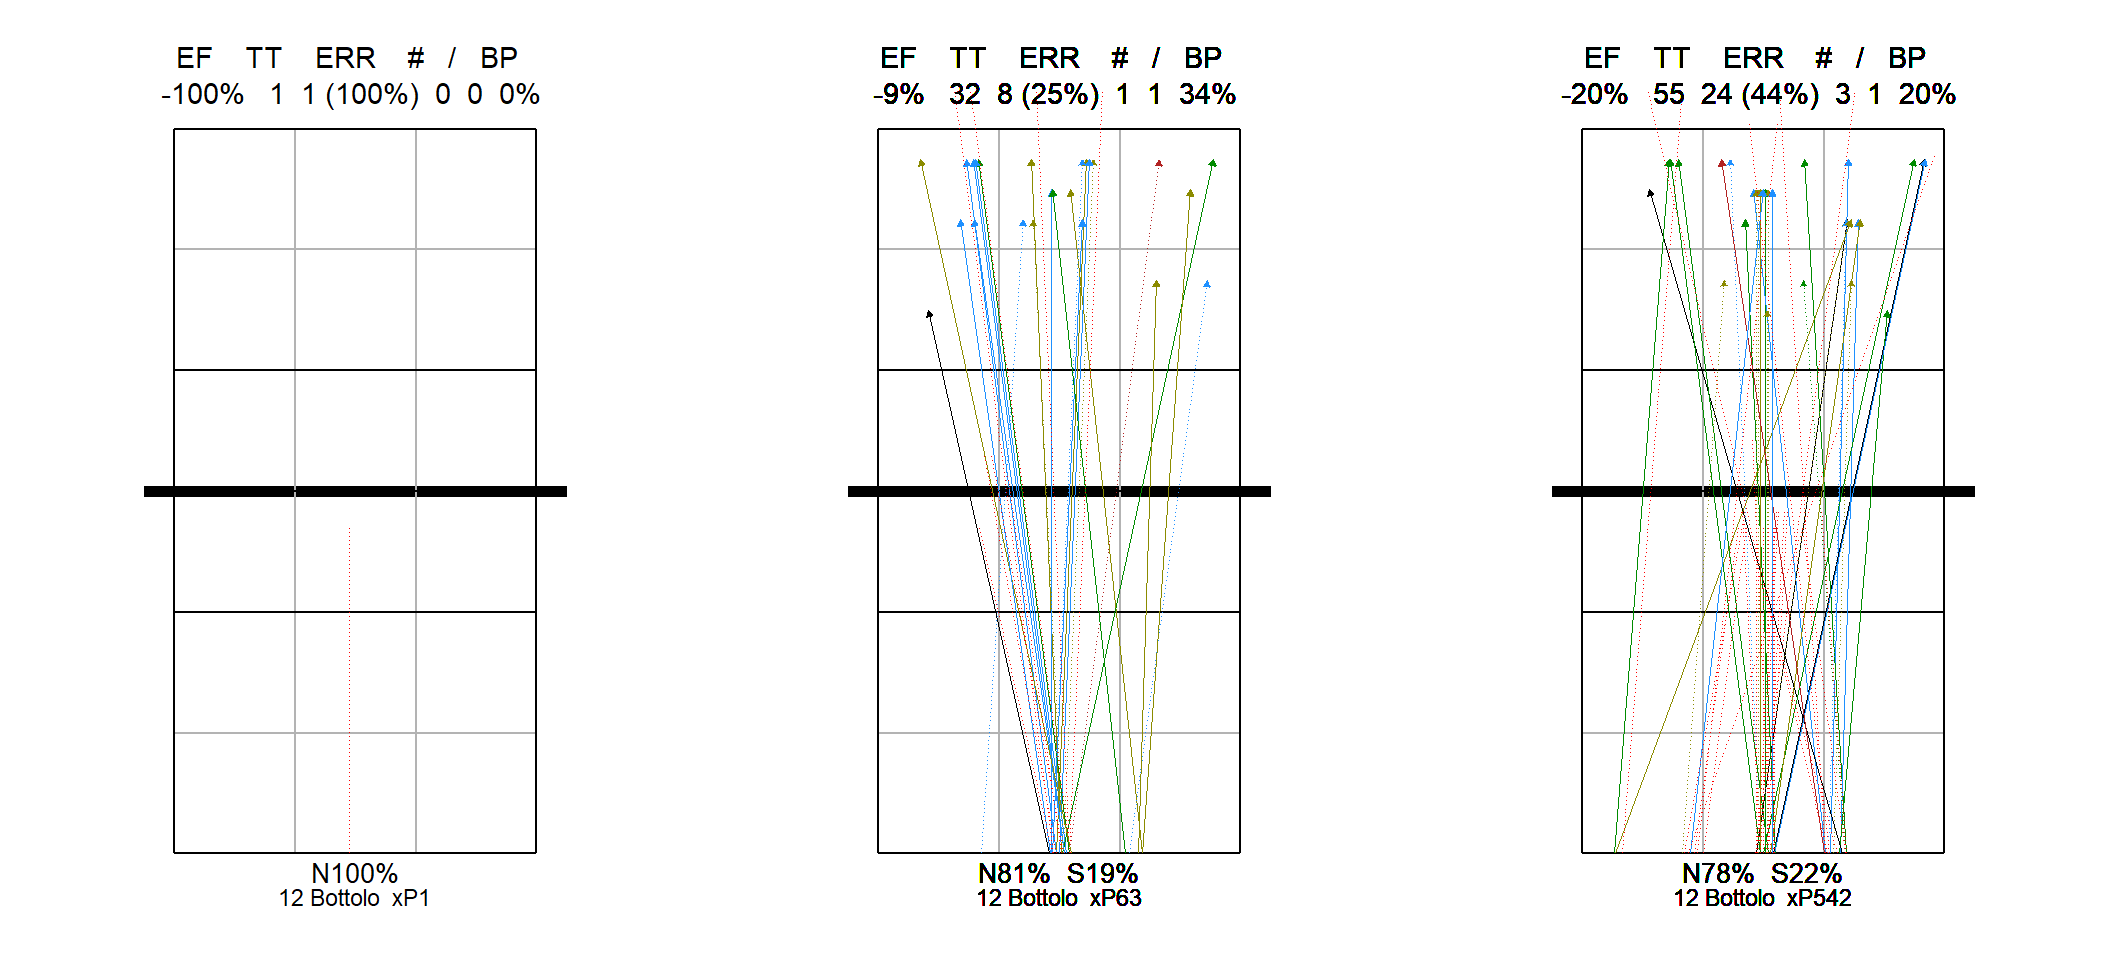 EF TT ERR # / BP
-100% 1 1 (100%) 0 0 0%
N100%
12 Bottolo xP1
EF TT ERR # / BP
-9% 32 8 (25%) 1 1 34%
N81% S19%
12 Bottolo xP63
EF TT ERR # / BP
-20% 55 24 (44%) 3 1 20%
N78% S22%
12 Bottolo xP542